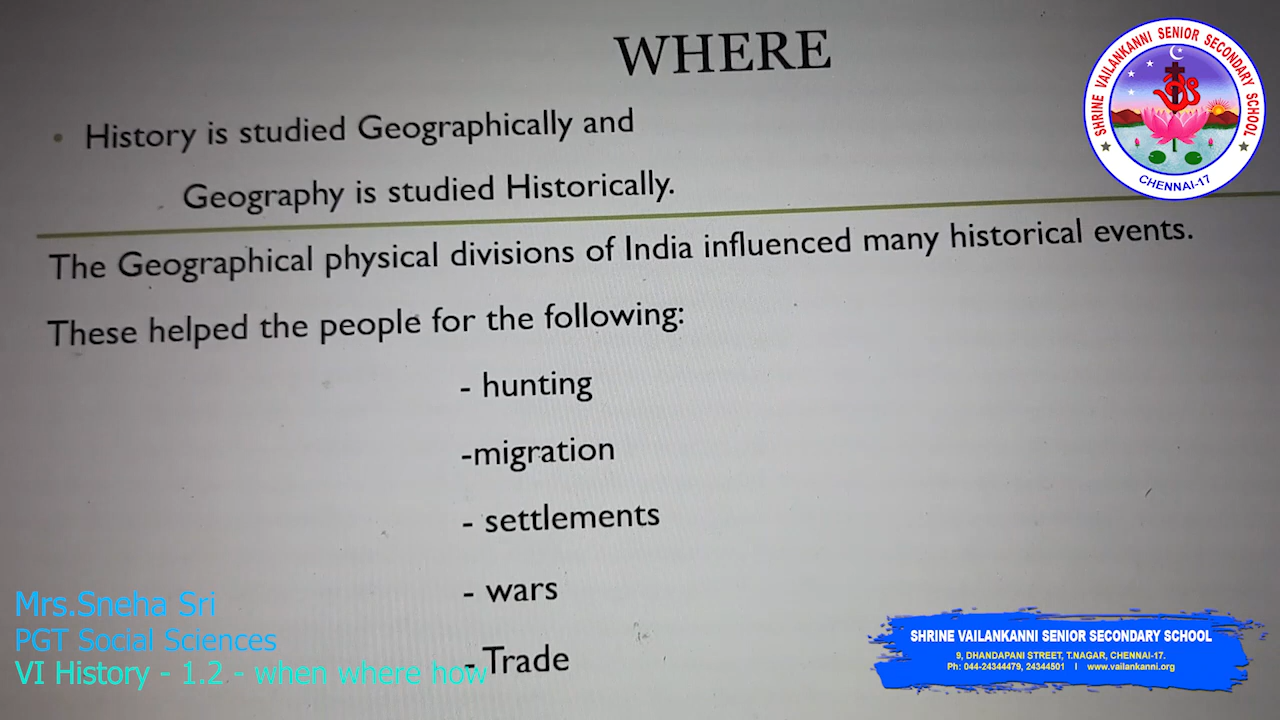 WHERE
• History is studied Geographically and
Geography is studied Historically.
The Geographical physical divisions of India influenced many historical events.
These helped the people for the following:
- hunting
-migration
- settlements
- wars
- Trade
Mrs.Sneha Sri
PGT Social Sciences
VI History - 1.2 - when where how
SHRINE VAILANKANNI SENIOR SECONDARY SCHOOL
CHENNAI-17
SHRINE VAILANKANNI SENIOR SECONDARY SCHOOL
9, DHANDAPANI STREET, T.NAGAR, CHENNAI-17.
Ph: 044-24344479, 24344501 I www.vailankanni.org